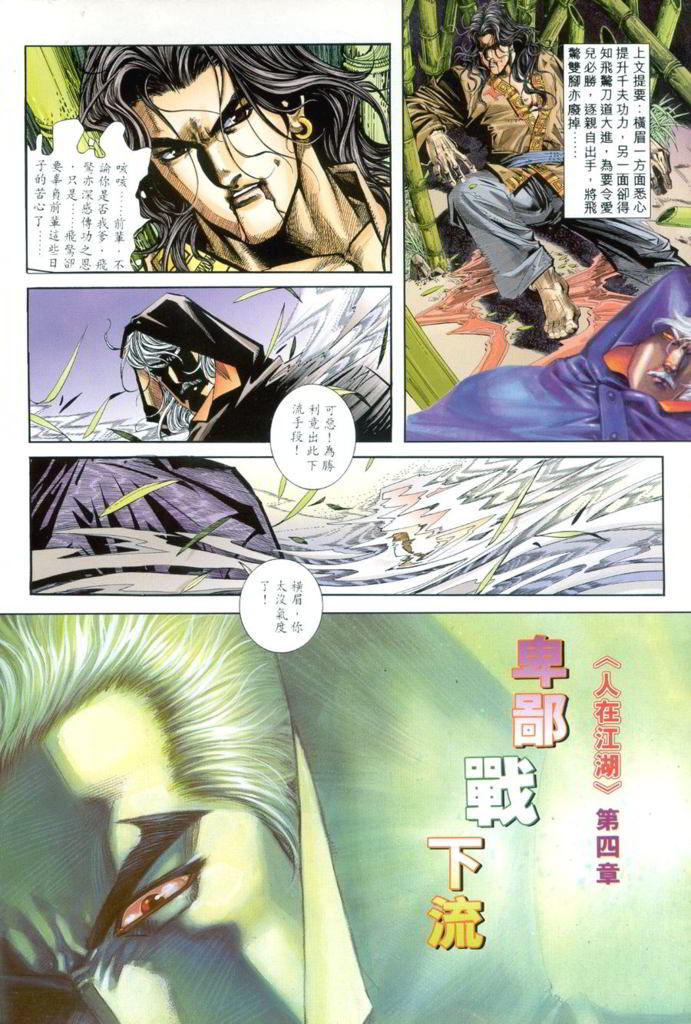 上文提要：橫眉一方面悉心
提升千夫功力，另一面卻得
知飛驚刀道大進，為要令愛
兒必勝，逐親自出手，將飛
驚雙腳亦廢掉……
咳咳……前輩，不
論你是否我爹，飛
驚亦深感傳功之恩
，只是……飛驚卻
要辜負前輩這些日
子的苦心了……
可惡！為勝
利竟出此下
流手段！
橫眉，你
太沒氣度
了！
《人在江湖》第四章
卑鄙
戰
下
流